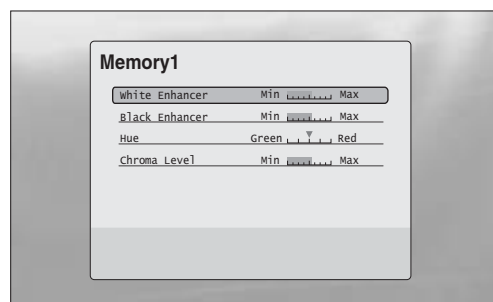 Memory1
White Enhancer Min Max
Black Enhancer Min Max
Hue Green Red
Chroma Level Min Max